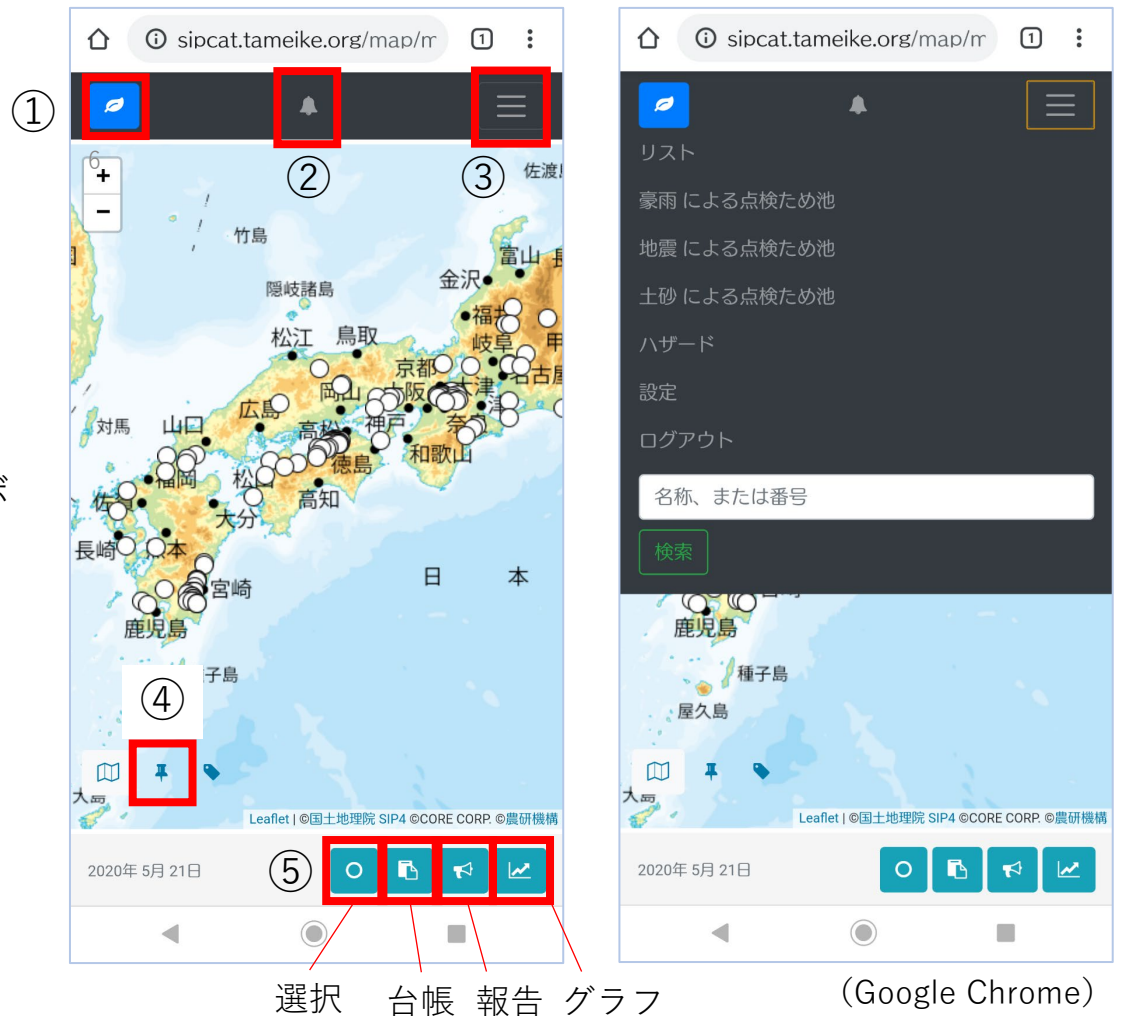 sipcat.tameike.org/map/m
1
①
②
③
6
+
−
佐渡
竹島
富山
金沢
隠岐諸島
福井
松江
鳥取
岐阜
甲
京都
名古屋
岡山
大阪
大津
津
広島
神戸
奈良
対馬
山口
高松
和歌山
徳島
福岡
松山
高知
佐賀
大分
長崎
熊本
日 本
宮崎
鹿児島
子島
④
大島
Leaflet | ©国土地理院 SIP4 ©CORE CORP. ©農研機構
2020年 5月 21日
⑤
選択 台帳 報告 グラフ
sipcat.tameike.org/map/m
1
リスト
豪雨 による点検ため池
地震 による点検ため池
土砂 による点検ため池
ハザード
設定
ログアウト
名称、または番号
検索
鹿児島
種子島
屋久島
大島
Leaflet | ©国土地理院 SIP4 ©CORE CORP. ©農研機構
2020年 5月 21日
(Google Chrome)